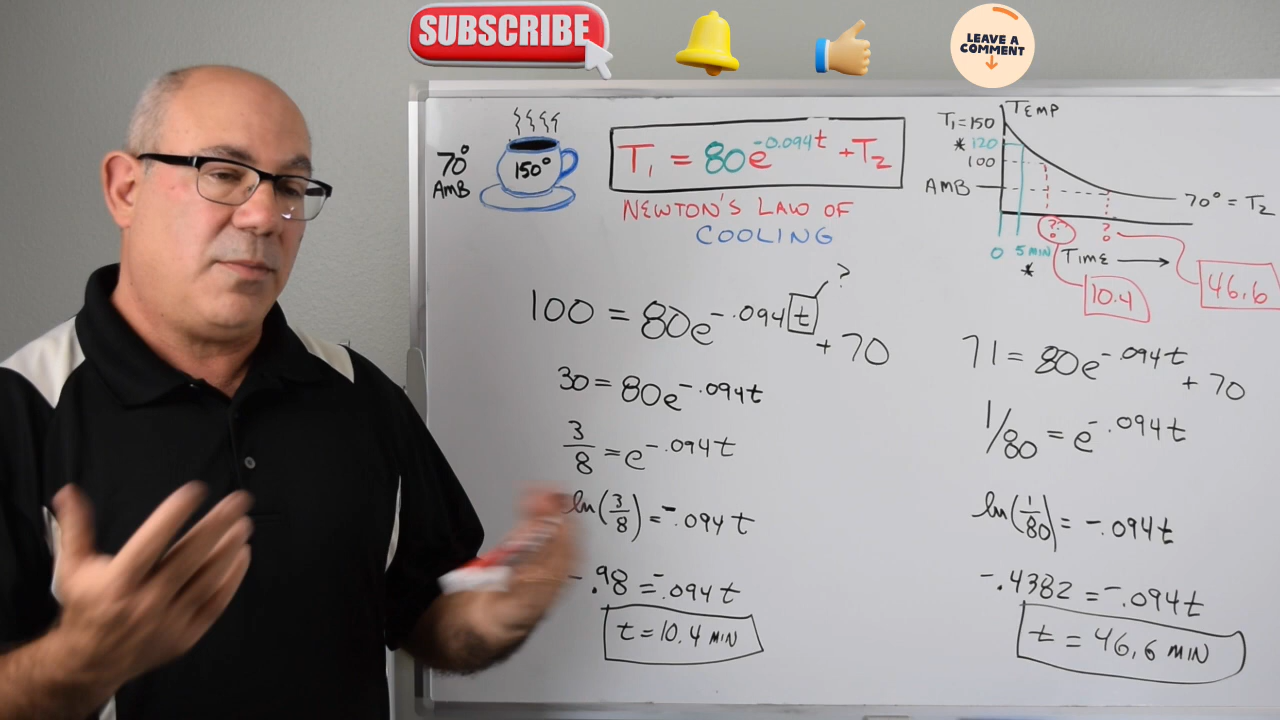 SUBSCRIBE
LEAVE A
COMMENT
70°
AMB
150°
T₁ = 80e^-0.094t + T₂
NEWTON'S LAW OF
COOLING
TEMP
T₁=150
* 120
100
AMB
70° = T₂
0 5 MIN TIME →
*
??
?
10.4
46.6
?
100 = 80e^-.094t + 70
30 = 80e^-.094t
3/8 = e^-.094t
ln(3/8) = -.094t
-.98 = -.094t
t = 10.4 MIN
71 = 80e^-.094t + 70
1/80 = e^-.094t
ln(1/80) = -.094t
-.4382 = -.094t
t = 46.6 MIN